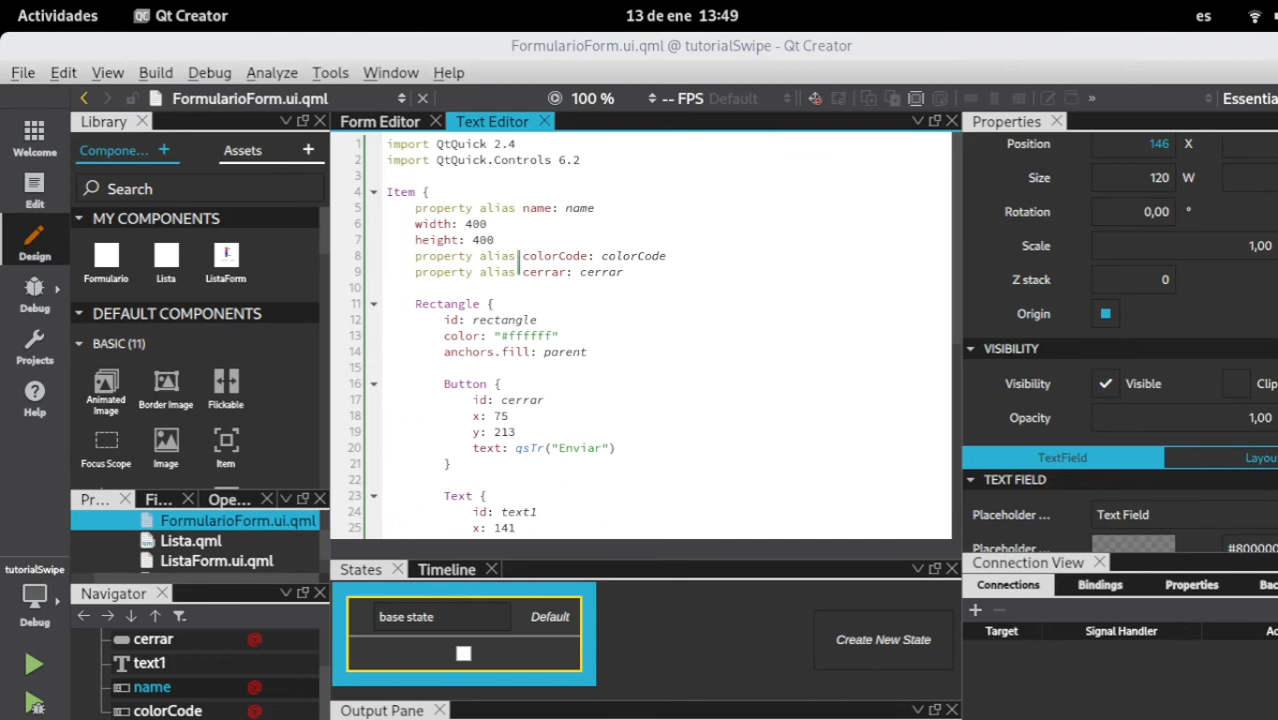 Actividades
Qt Creator
13 de ene 13:49
es
FormularioForm.ui.qml @ tutorialSwipe - Qt Creator
File Edit View Build Debug Analyze Tools Window Help
FormularioForm.ui.qml
100 %
-- FPS
Default
Essentia
Welcome
Edit
Design
Debug
Projects
Help
tutorialSwipe
Debug
Library
Compone...
Assets
Search
MY COMPONENTS
Formulario
Lista
ListaForm
DEFAULT COMPONENTS
BASIC (11)
Animated Image
Border Image
Flickable
Focus Scope
Image
Item
Pr...
Fi...
Ope...
FormularioForm.ui.qml
Lista.qml
ListaForm.ui.qml
Navigator
cerrar
text1
name
colorCode
Form Editor
Text Editor
1 import QtQuick 2.4
2 import QtQuick.Controls 6.2
3
4 Item {
5 property alias name: name
6 width: 400
7 height: 400
8 property alias colorCode: colorCode
9 property alias cerrar: cerrar
10
11 Rectangle {
12 id: rectangle
13 color: "#ffffff"
14 anchors.fill: parent
15
16 Button {
17 id: cerrar
18 x: 75
19 y: 213
20 text: qsTr("Enviar")
21 }
22
23 Text {
24 id: text1
25 x: 141
States
Timeline
base state
Default
Create New State
Output Pane
Properties
Position 146 X
Size 120 W
Rotation 0,00 °
Scale 1,00
Z stack 0
Origin
VISIBILITY
Visibility Visible Clip
Opacity 1,00
TextField Layou
TEXT FIELD
Placeholder ... Text Field
Placeholder ... #800000
Connection View
Connections Bindings Properties Bac
Target Signal Handler Ac